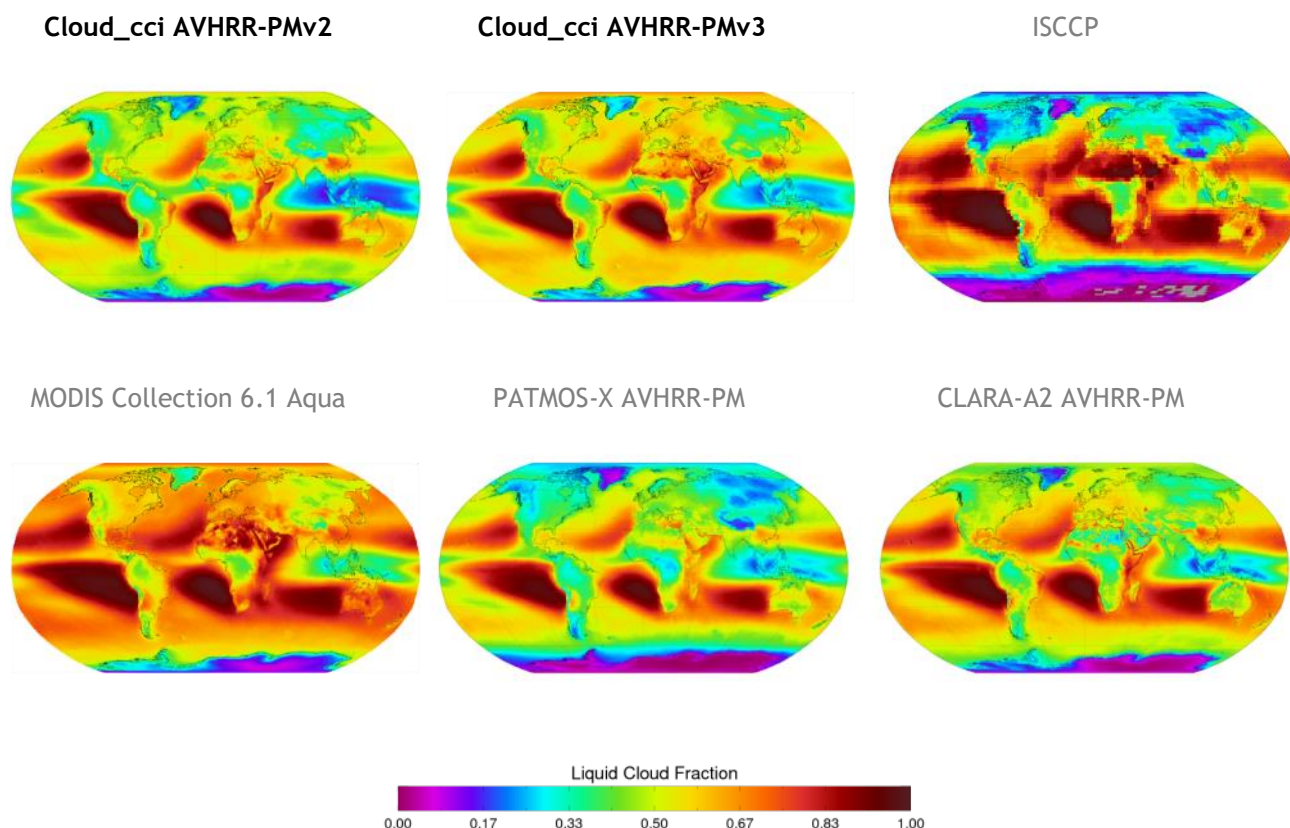 Cloud_cci AVHRR-PMv2 Cloud_cci AVHRR-PMv3 ISCCP
MODIS Collection 6.1 Aqua PATMOS-X AVHRR-PM CLARA-A2 AVHRR-PM
Liquid Cloud Fraction
0.00 0.17 0.33 0.50 0.67 0.83 1.00